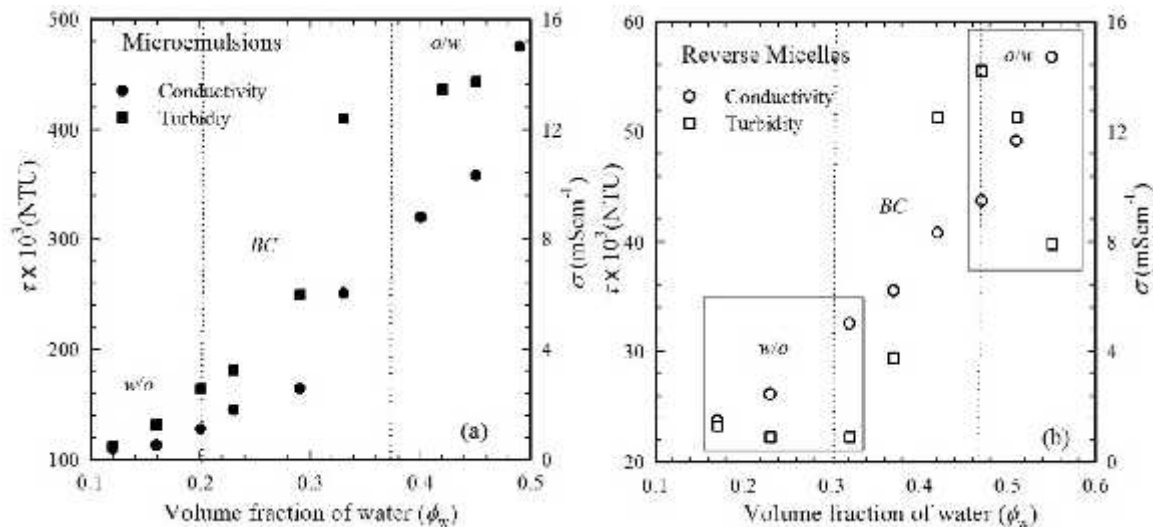 500
400
300
200
100
τ x 10³(NTU)
Microemulsions
Conductivity
Turbidiy
w/o
BC
o/w
(a)
16
12
8
4
0
σ (mScm⁻¹)
0.1 0.2 0.3 0.4 0.5
Volume fraction of water (ϕw)
60
50
40
30
20
τ x 10³(NTU)
Reverse Micelles
Conductivity
Turbidity
w/o
BC
o/w
(b)
16
12
8
4
0
σ (mScm⁻¹)
0.1 0.2 0.3 0.4 0.5 0.6
Volume fraction of water (ϕw)